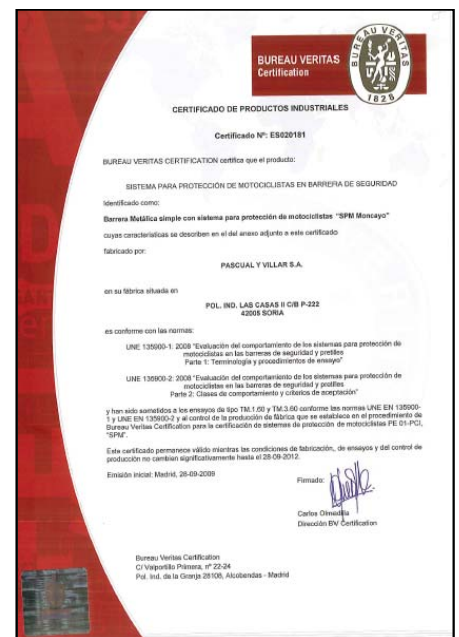 BUREAU VERITAS
Certification
BUREAU VERITAS
1828
CERTIFICADO DE PRODUCTOS INDUSTRIALES
Certificado Nº: ES020181
BUREAU VERITAS CERTIFICATION certifica que el producto:
SISTEMA PARA PROTECCIÓN DE MOTOCICLISTAS EN BARRERA DE SEGURIDAD
Identificado como:
Barrera Metálica simple con sistema para protección de motociclistas "SPM Moncayo"
cuyas características se describen en el del anexo adjunto a este certificado
fabricado por:
PASCUAL Y VILLAR S.A.
en su fábrica situada en
POL. IND. LAS CASAS II C/B P-222
42005 SORIA
es conforme con las normas:
UNE 135900-1: 2008 "Evaluación del comportamiento de los sistemas para protección de
motociclistas en las barreras de seguridad y pretiles
Parte 1: Terminología y procedimientos de ensayo"
UNE 135900-2: 2008 "Evaluación del comportamiento de los sistemas para protección de
motociclistas en las barreras de seguridad y pretiles
Parte 2: Clases de comportamiento y criterios de aceptación"
y han sido sometidos a los ensayos de tipo TM.1.60 y TM.3.60 conforme las normas UNE EN 135900-
1 y UNE EN 135900-2 y al control de la producción de fábrica que se establece en el procedimiento de
Bureau Veritas Certification para la certificación de sistemas de protección de motociclistas PE 01-PCI,
"SPM".
Este certificado permanece válido mientras las condiciones de fabricación, de ensayos y del control de
producción no cambien significativamente hasta el 28-09-2012.
Emisión inicial: Madrid, 28-09-2009
Firmado:
Carlos Olmedilla
Dirección BV Certification
Bureau Veritas Certification
C/ Valportillo Primera, nº 22-24
Pol. Ind. de la Granja 28108, Alcobendas - Madrid